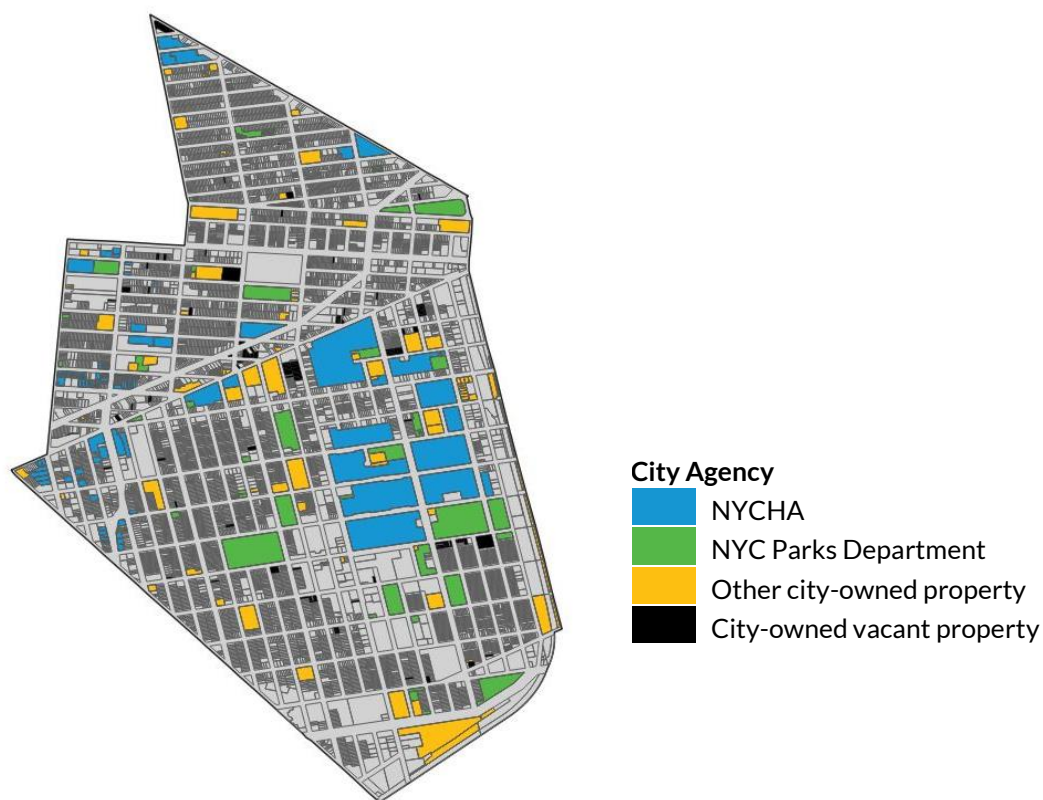 City Agency
NYCHA
NYC Parks Department
Other city-owned property
City-owned vacant property